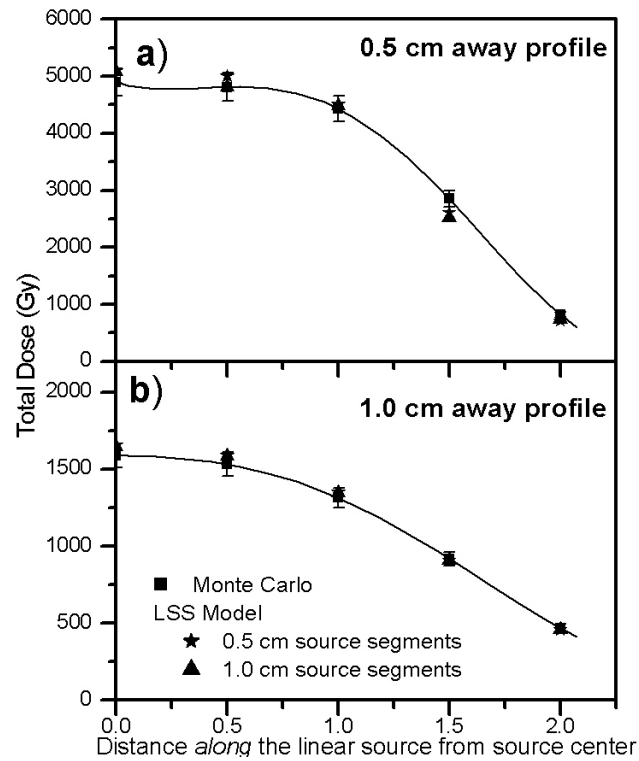 6000
a)
0.5 cm away profile
5000
4000
3000
2000
1000
0
Total Dose (Gy)
b)
1.0 cm away profile
2000
1500
1000
500
0
Monte Carlo
LSS Model
0.5 cm source segments
1.0 cm source segments
0.0 0.5 1.0 1.5 2.0
Distance along the linear source from source center